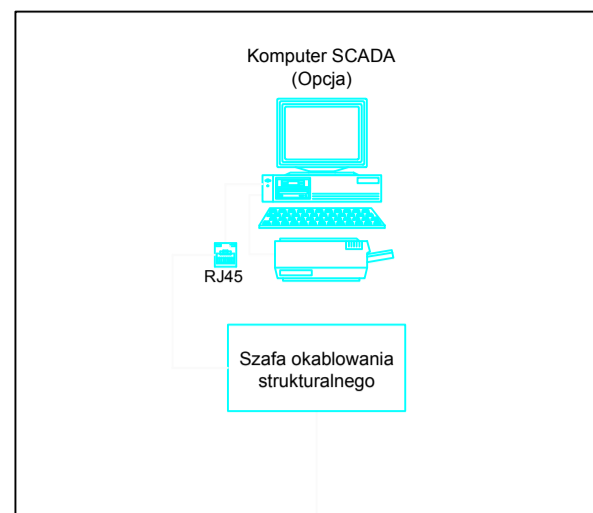 Komputer SCADA
(Opcja)
RJ45
Szafa okablowania
strukturalnego